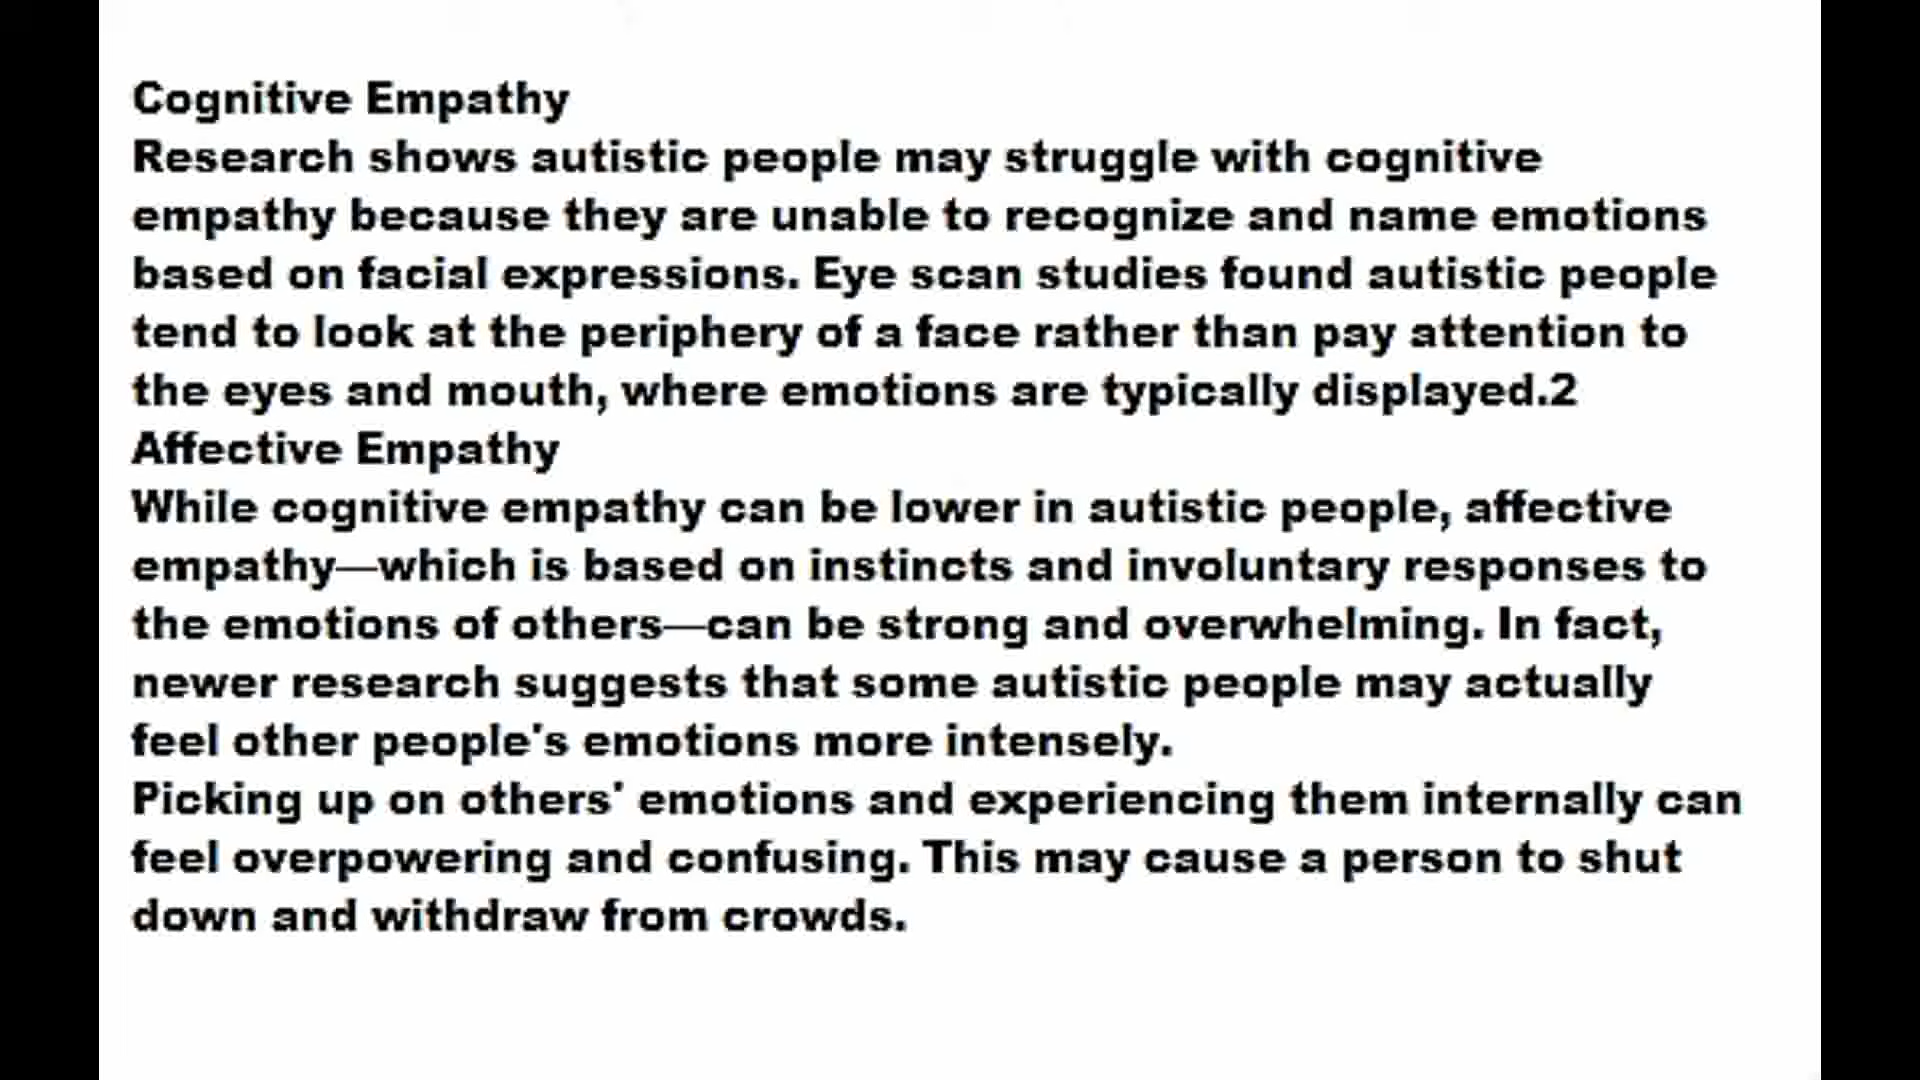 Cognitive Empathy
Research shows autistic people may struggle with cognitive
empathy because they are unable to recognize and name emotions
based on facial expressions. Eye scan studies found autistic people
tend to look at the periphery of a face rather than pay attention to
the eyes and mouth, where emotions are typically displayed.2
Affective Empathy
While cognitive empathy can be lower in autistic people, affective
empathy—which is based on instincts and involuntary responses to
the emotions of others—can be strong and overwhelming. In fact,
newer research suggests that some autistic people may actually
feel other people's emotions more intensely.
Picking up on others' emotions and experiencing them internally can
feel overpowering and confusing. This may cause a person to shut
down and withdraw from crowds.